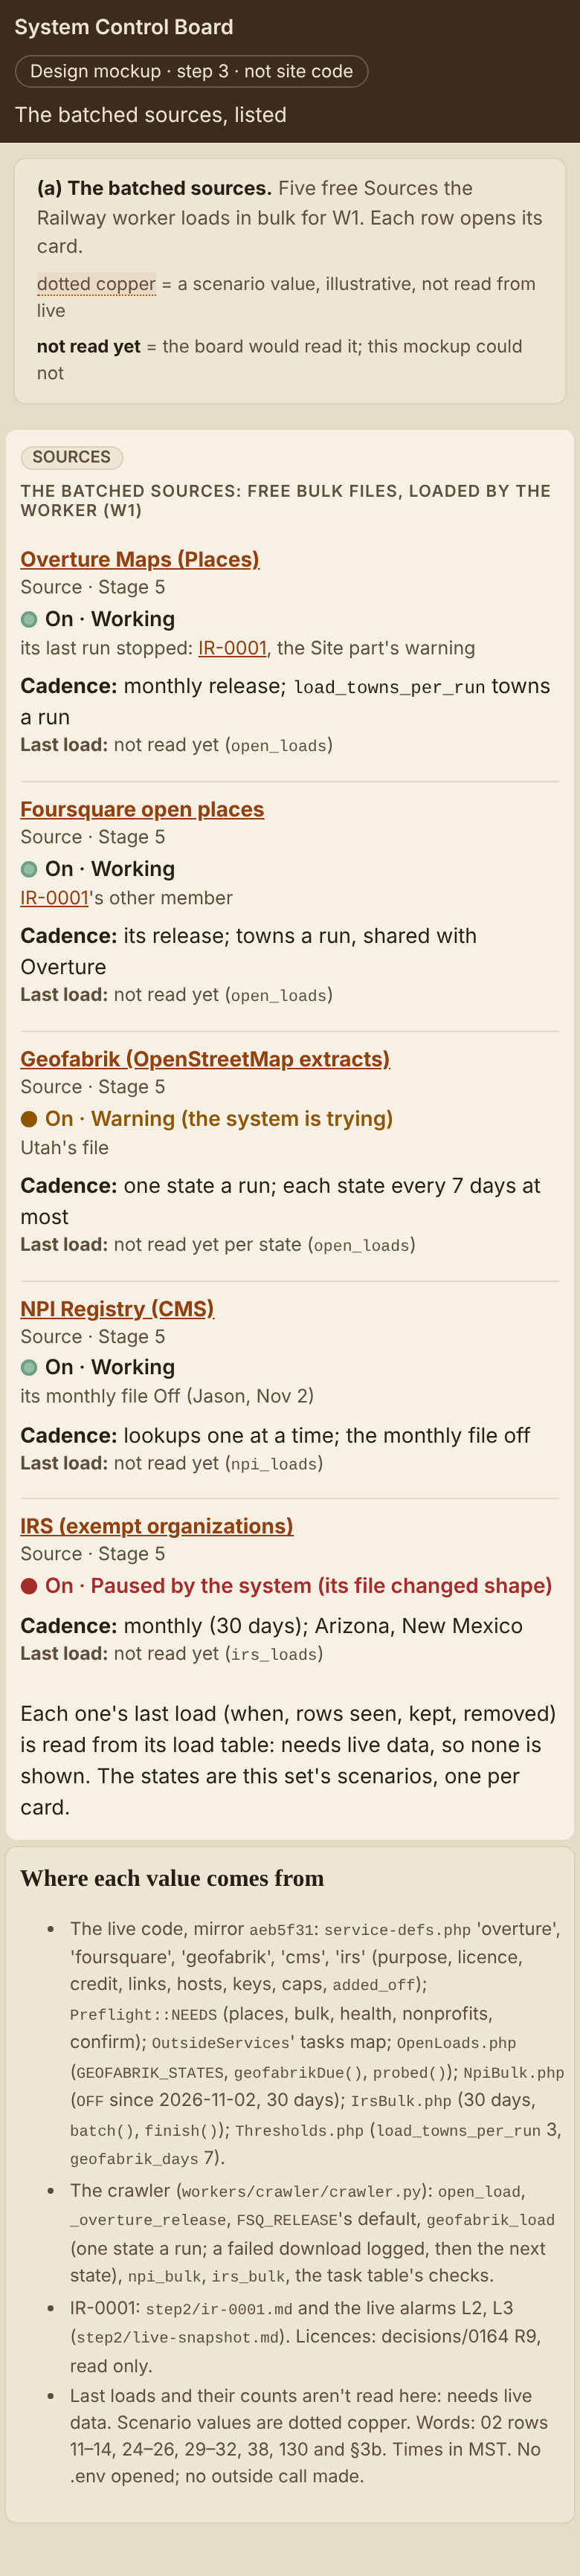 System Control Board
Design mockup · step 3 · not site code
The batched sources, listed
(a) The batched sources. Five free Sources the
Railway worker loads in bulk for W1. Each row opens its
card.
dotted copper = a scenario value, illustrative, not read from
live
not read yet = the board would read it; this mockup could
not
SOURCES
THE BATCHED SOURCES: FREE BULK FILES, LOADED BY THE
WORKER (W1)
Overture Maps (Places)
Source · Stage 5
On · Working
its last run stopped: IR-0001, the Site part's warning
Cadence: monthly release; load_towns_per_run towns
a run
Last load: not read yet (open_loads)
Foursquare open places
Source · Stage 5
On · Working
IR-0001's other member
Cadence: its release; towns a run, shared with
Overture
Last load: not read yet (open_loads)
Geofabrik (OpenStreetMap extracts)
Source · Stage 5
On · Warning (the system is trying)
Utah's file
Cadence: one state a run; each state every 7 days at
most
Last load: not read yet per state (open_loads)
NPI Registry (CMS)
Source · Stage 5
On · Working
its monthly file Off (Jason, Nov 2)
Cadence: lookups one at a time; the monthly file off
Last load: not read yet (npi_loads)
IRS (exempt organizations)
Source · Stage 5
On · Paused by the system (its file changed shape)
Cadence: monthly (30 days); Arizona, New Mexico
Last load: not read yet (irs_loads)
Each one's last load (when, rows seen, kept, removed)
is read from its load table: needs live data, so none is
shown. The states are this set's scenarios, one per
card.
Where each value comes from
• The live code, mirror aeb5f31: service-defs.php 'overture',
'foursquare', 'geofabrik', 'cms', 'irs' (purpose, licence,
credit, links, hosts, keys, caps, added_off);
Preflight::NEEDS (places, bulk, health, nonprofits,
confirm); OutsideServices' tasks map; OpenLoads.php
(GEOFABRIK_STATES, geofabrikDue(), probed()); NpiBulk.php
(OFF since 2026-11-02, 30 days); IrsBulk.php (30 days,
batch(), finish()); Thresholds.php (load_towns_per_run 3,
geofabrik_days 7).
• The crawler (workers/crawler/crawler.py): open_load,
_overture_release, FSQ_RELEASE's default, geofabrik_load
(one state a run; a failed download logged, then the next
state), npi_bulk, irs_bulk, the task table's checks.
• IR-0001: step2/ir-0001.md and the live alarms L2, L3
(step2/live-snapshot.md). Licences: decisions/0164 R9,
read only.
• Last loads and their counts aren't read here: needs live
data. Scenario values are dotted copper. Words: 02 rows
11–14, 24–26, 29–32, 38, 130 and §3b. Times in MST. No
.env opened; no outside call made.